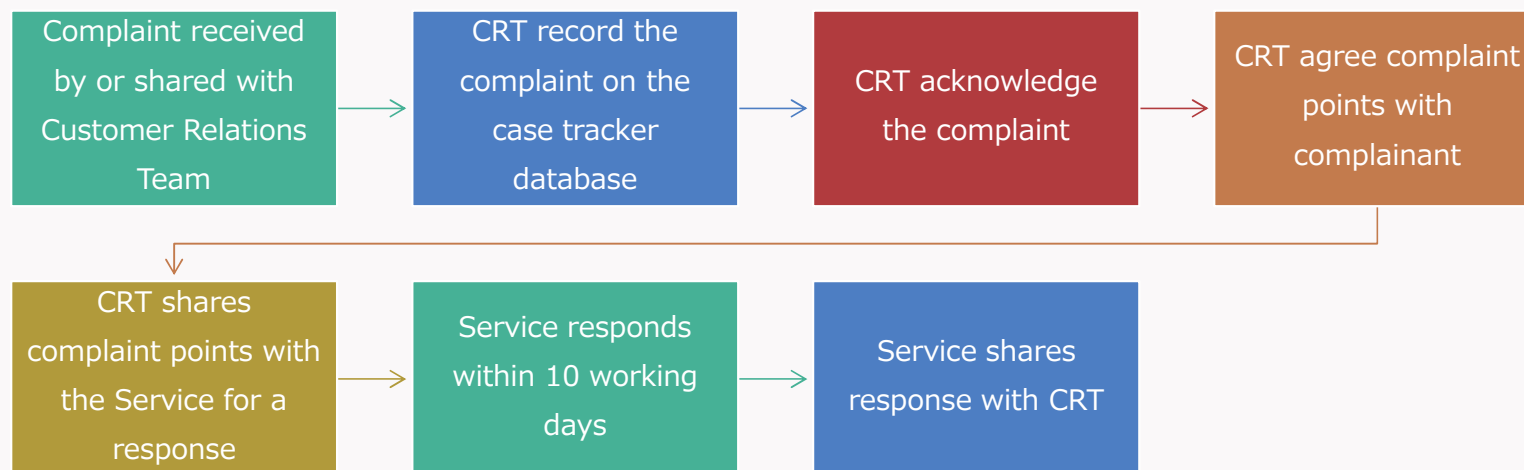 Complaint received
by or shared with
Customer Relations
Team
CRT record the
complaint on the
case tracker
database
CRT acknowledge
the complaint
CRT agree complaint
points with
complainant
CRT shares
complaint points with
the Service for a
response
Service responds
within 10 working
days
Service shares
response with CRT